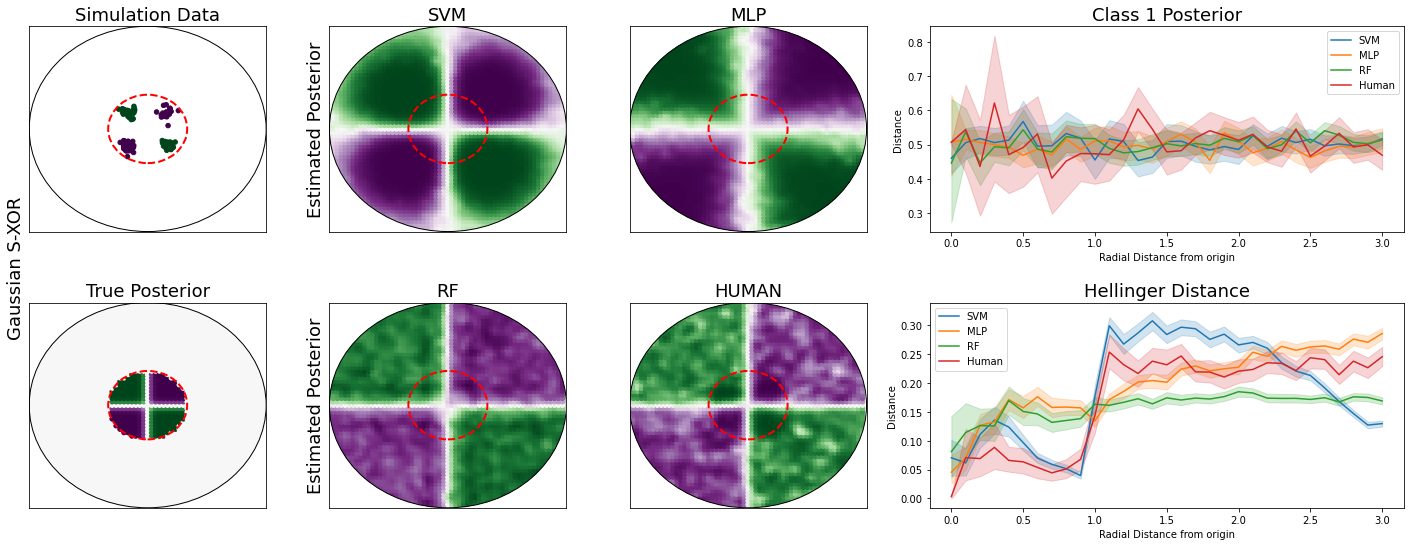 Gaussian S-XOR
Simulation Data
SVM
Estimated Posterior
MLP
Class 1 Posterior
SVM
MLP
RF
Human
Distance
0.8
0.7
0.6
0.5
0.4
0.3
0.0 0.5 1.0 1.5 2.0 2.5 3.0
Radial Distance from origin
True Posterior
RF
Estimated Posterior
HUMAN
Hellinger Distance
SVM
MLP
RF
Human
Distance
0.30
0.25
0.20
0.15
0.10
0.05
0.00
0.0 0.5 1.0 1.5 2.0 2.5 3.0
Radial Distance from origin